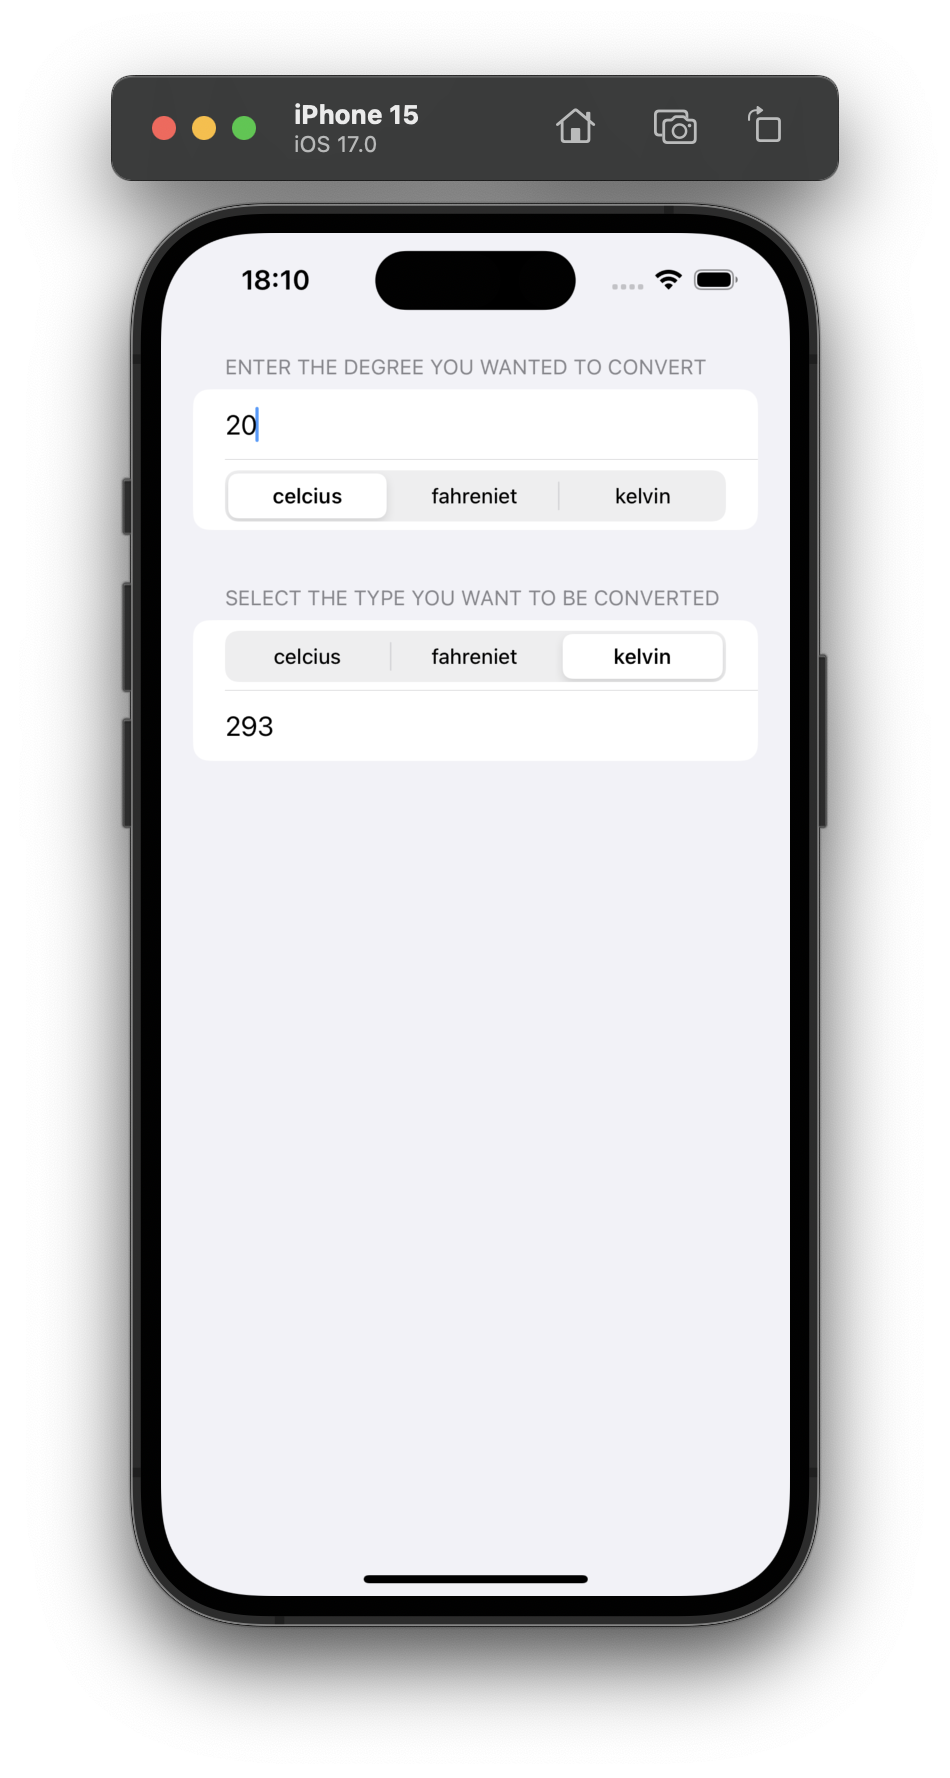 iPhone 15
iOS 17.0
18:10
ENTER THE DEGREE YOU WANTED TO CONVERT
20
celcius fahreniet kelvin
SELECT THE TYPE YOU WANT TO BE CONVERTED
celcius fahreniet kelvin
293